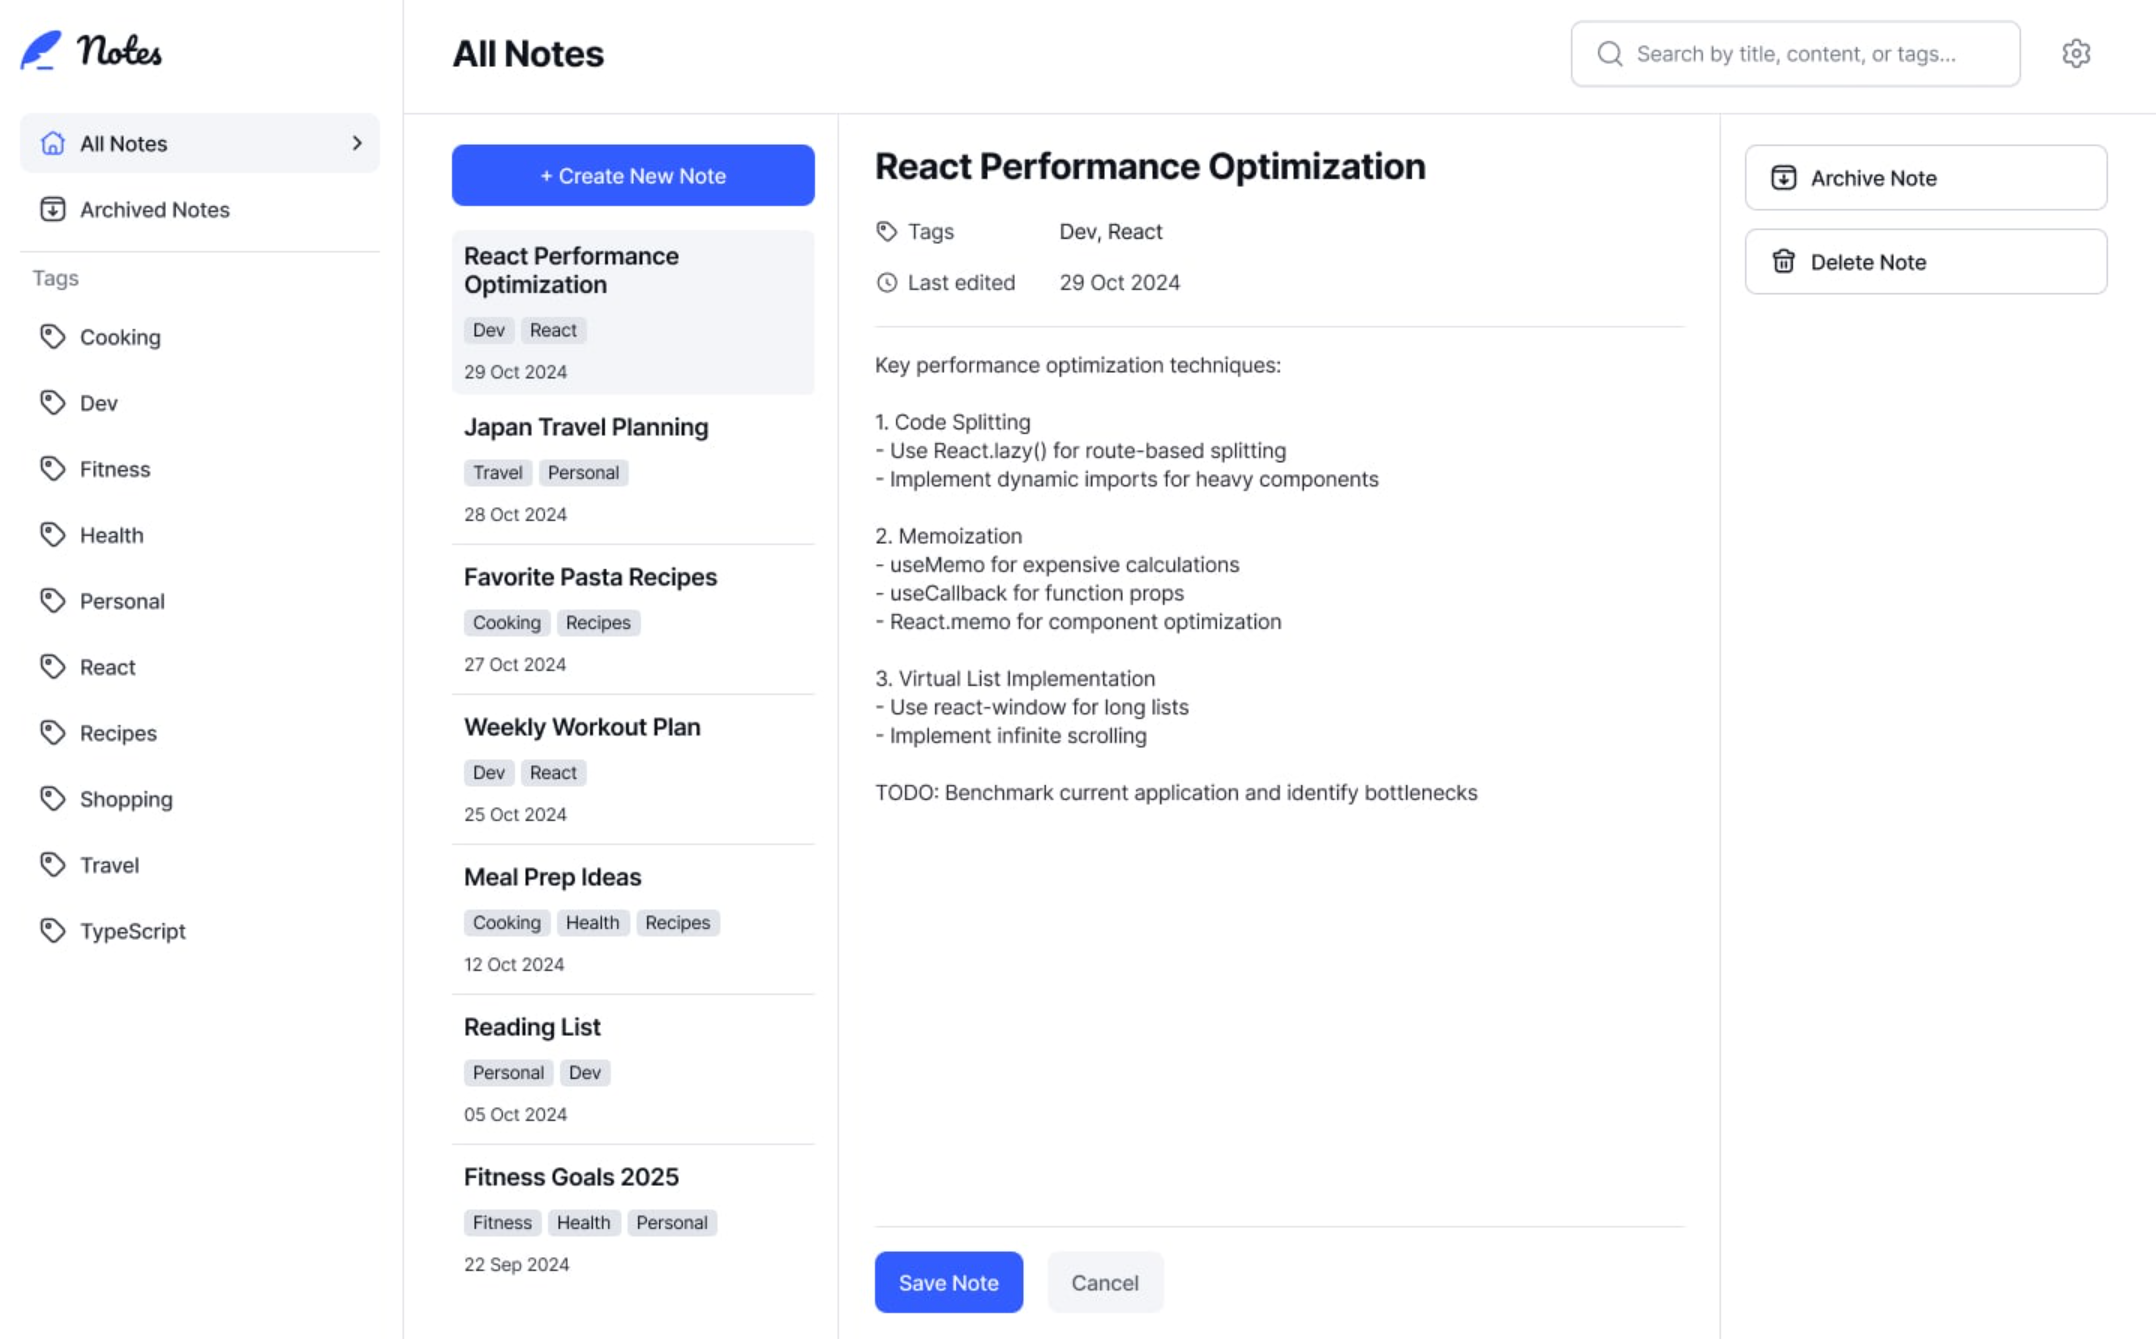 Notes
All Notes
Archived Notes
Tags
Cooking
Dev
Fitness
Health
Personal
React
Recipes
Shopping
Travel
TypeScript
All Notes
Search by title, content, or tags...
+ Create New Note
React Performance
Optimization
Dev React
29 Oct 2024
Japan Travel Planning
Travel Personal
28 Oct 2024
Favorite Pasta Recipes
Cooking Recipes
27 Oct 2024
Weekly Workout Plan
Dev React
25 Oct 2024
Meal Prep Ideas
Cooking Health Recipes
12 Oct 2024
Reading List
Personal Dev
05 Oct 2024
Fitness Goals 2025
Fitness Health Personal
22 Sep 2024
React Performance Optimization
Tags Dev, React
Last edited 29 Oct 2024
Key performance optimization techniques:
1. Code Splitting
- Use React.lazy() for route-based splitting
- Implement dynamic imports for heavy components
2. Memoization
- useMemo for expensive calculations
- useCallback for function props
- React.memo for component optimization
3. Virtual List Implementation
- Use react-window for long lists
- Implement infinite scrolling
TODO: Benchmark current application and identify bottlenecks
Save Note Cancel
Archive Note
Delete Note